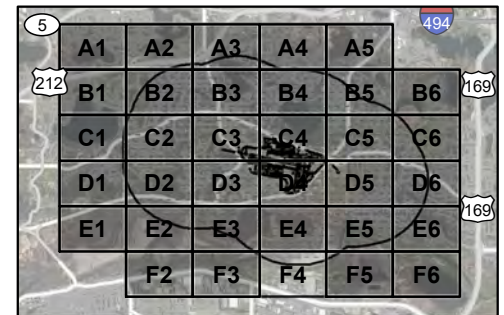 5 494
A1 A2 A3 A4 A5
212 B1 B2 B3 B4 B5 B6 169
C1 C2 C3 C4 C5 C6
D1 D2 D3 D4 D5 D6
E1 E2 E3 E4 E5 E6 169
F2 F3 F4 F5 F6